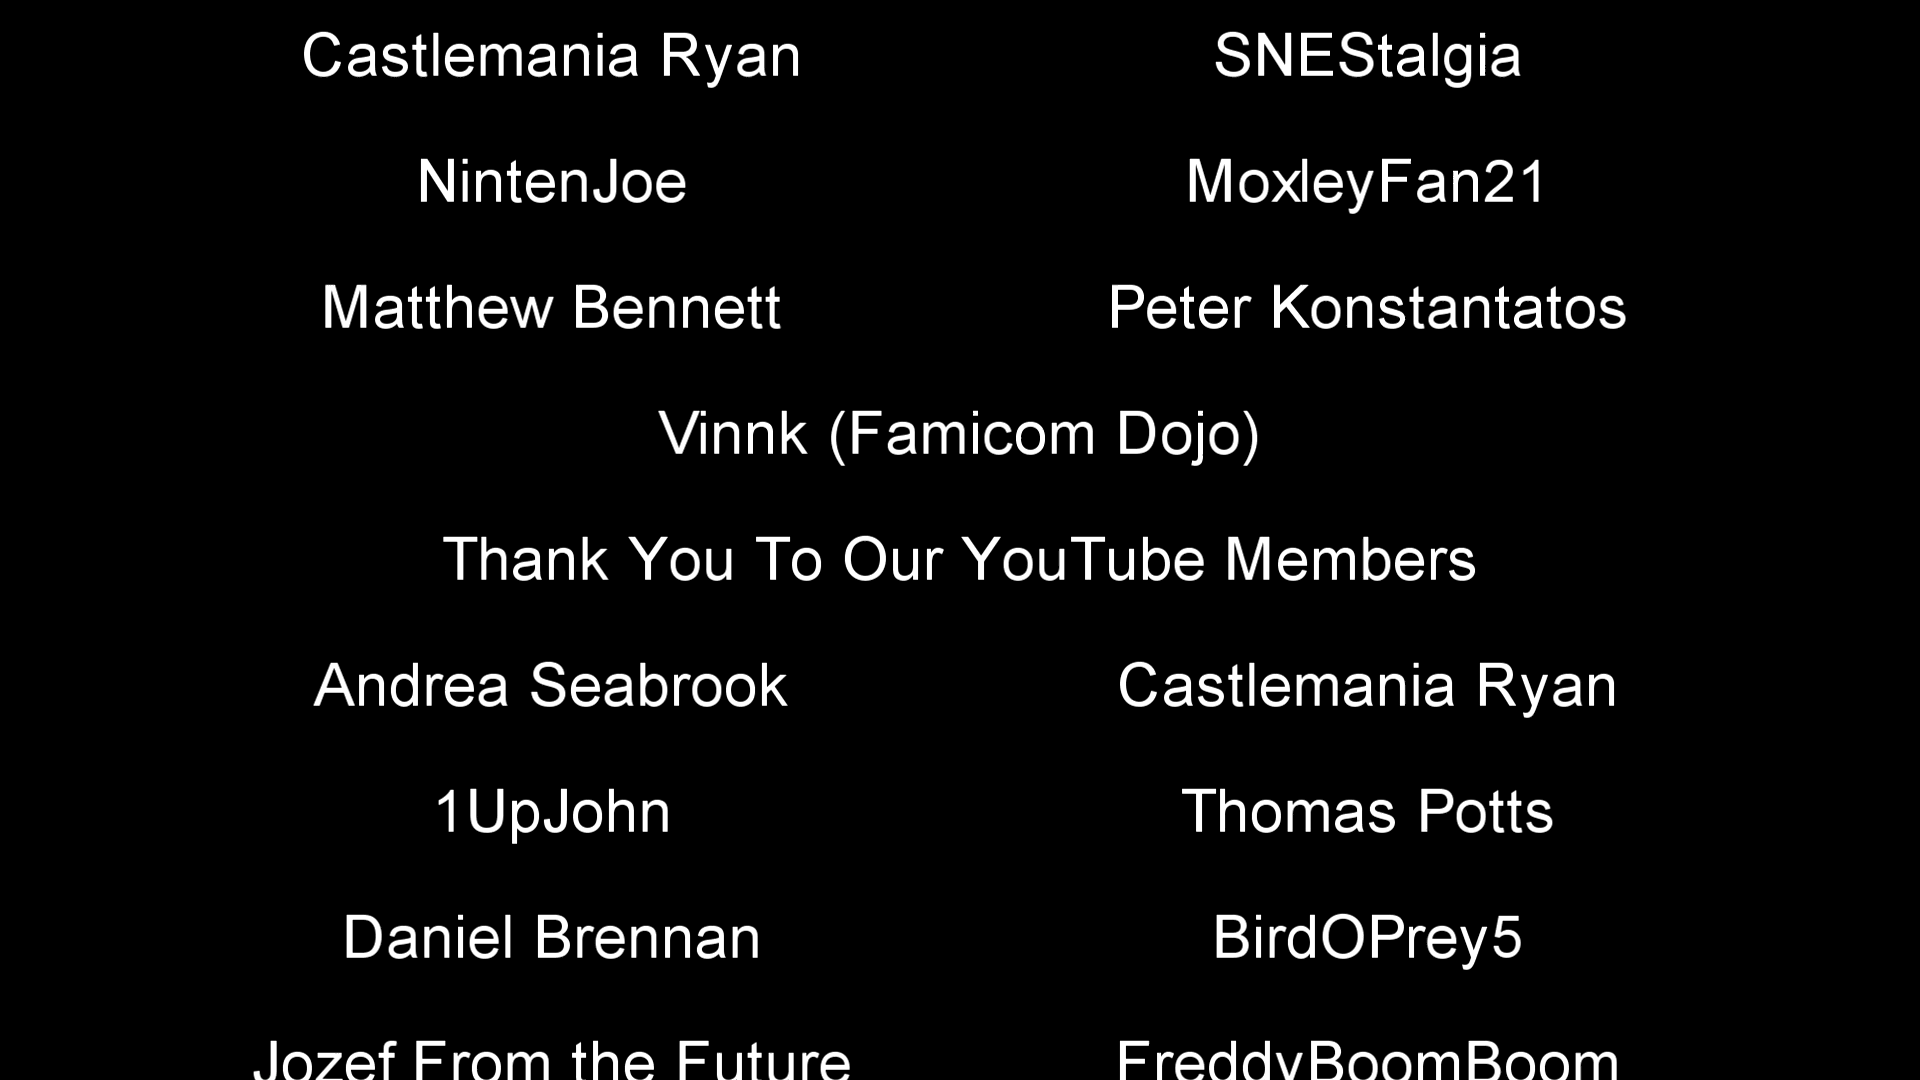 Castlemania Ryan SNEStalgia
NintenJoe MoxleyFan21
Matthew Bennett Peter Konstantatos
Vinnk (Famicom Dojo)
Thank You To Our YouTube Members
Andrea Seabrook Castlemania Ryan
1UpJohn Thomas Potts
Daniel Brennan BirdOPrey5
Jozef From the Future FreddyBoomBoom